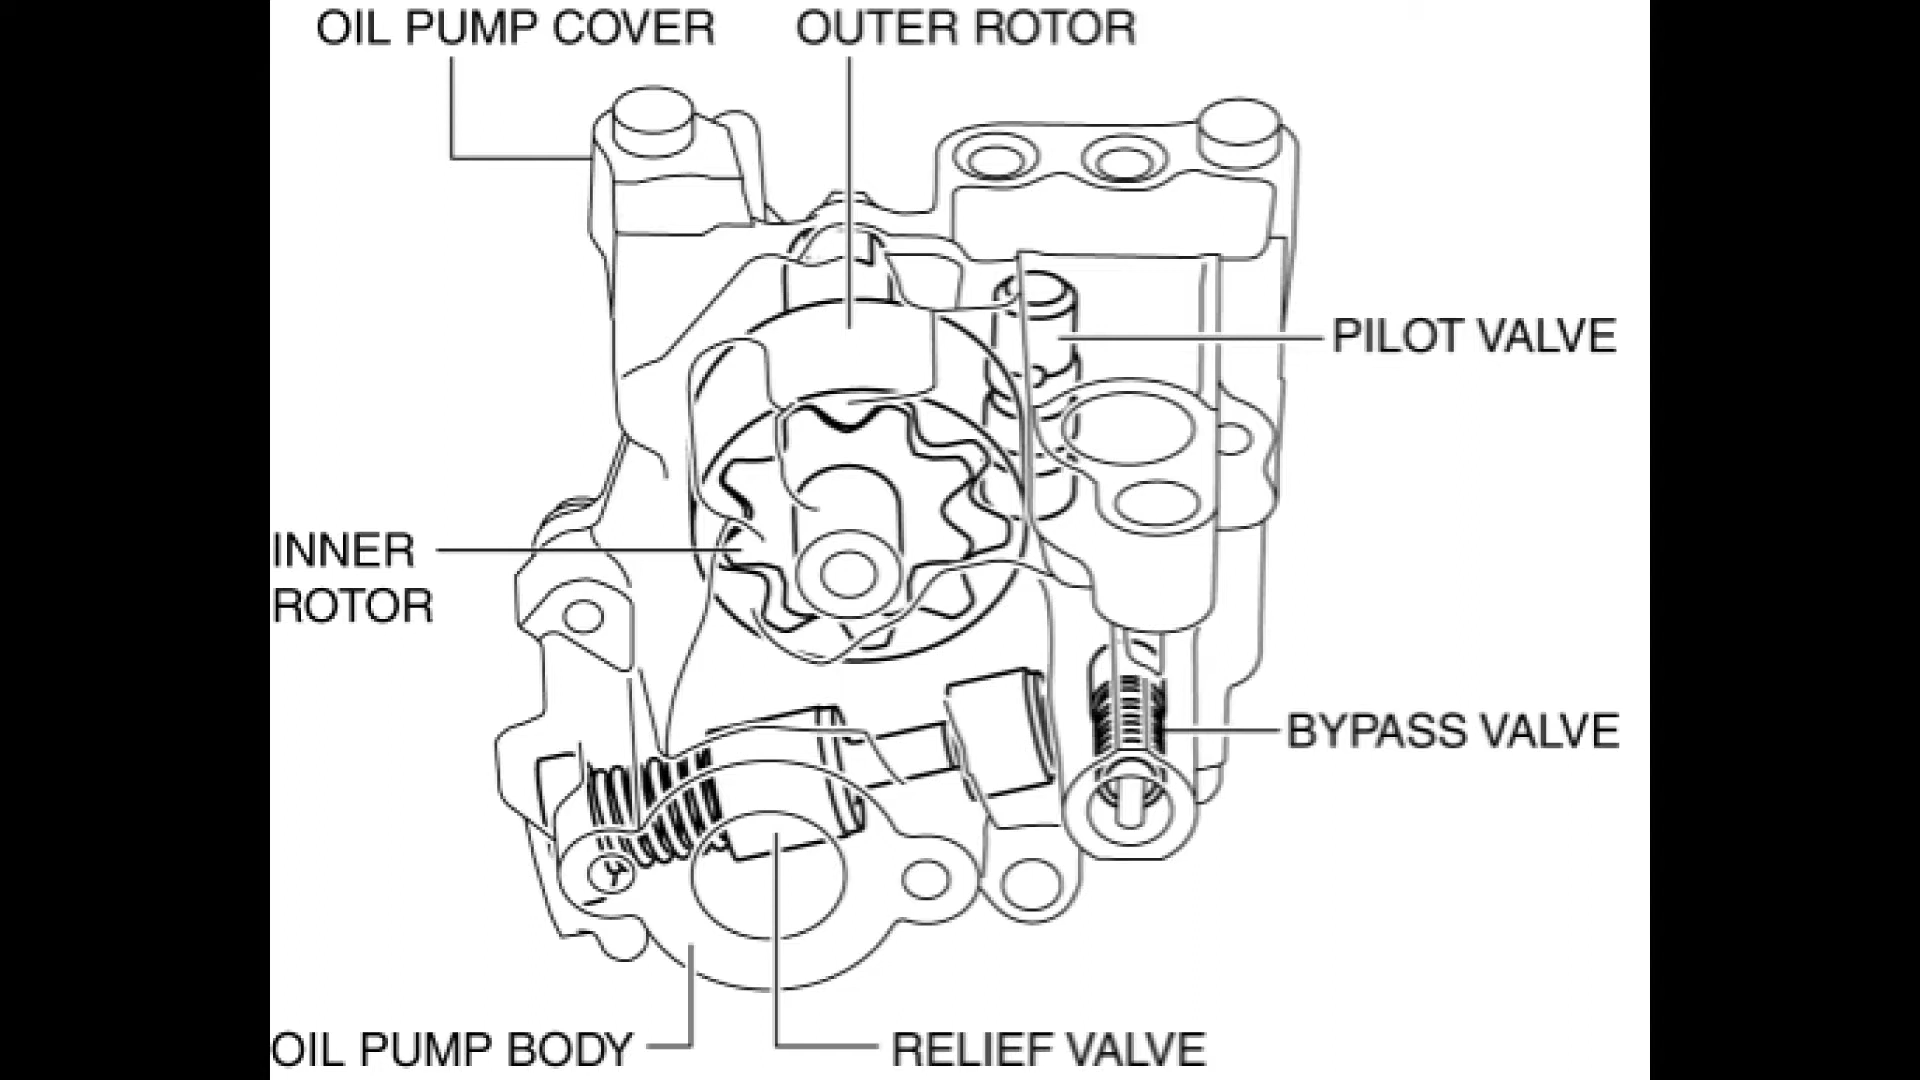 OIL PUMP COVER
OUTER ROTOR
PILOT VALVE
INNER
ROTOR
BYPASS VALVE
OIL PUMP BODY
RELIEF VALVE